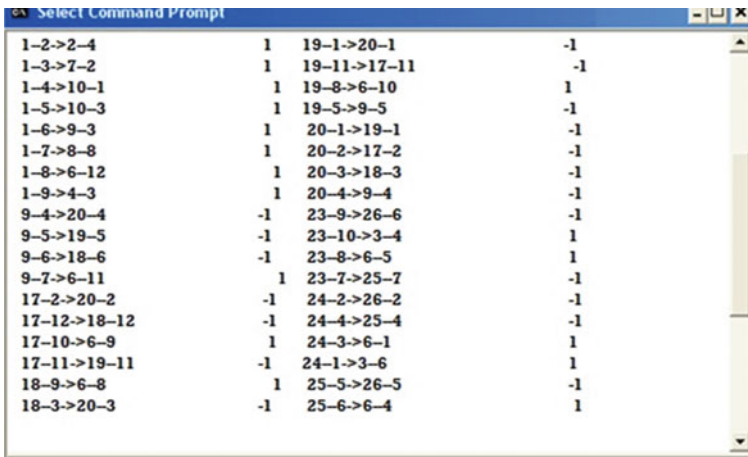 Select Command Prompt
1–2->2–4 1 19–1->20–1 -1
1–3->7–2 1 19–11->17–11 -1
1–4->10–1 1 19–8->6–10 1
1–5->10–3 1 19–5->9–5 -1
1–6->9–3 1 20–1->19–1 -1
1–7->8–8 1 20–2->17–2 -1
1–8->6–12 1 20–3->18–3 -1
1–9->4–3 1 20–4->9–4 -1
9–4->20–4 -1 23–9->26–6 -1
9–5->19–5 -1 23–10->3–4 1
9–6->18–6 -1 23–8->6–5 1
9–7->6–11 1 23–7->25–7 -1
17–2->20–2 -1 24–2->26–2 -1
17–12->18–12 -1 24–4->25–4 -1
17–10->6–9 1 24–3->6–1 1
17–11->19–11 -1 24–1->3–6 1
18–9->6–8 1 25–5->26–5 -1
18–3->20–3 -1 25–6->6–4 1